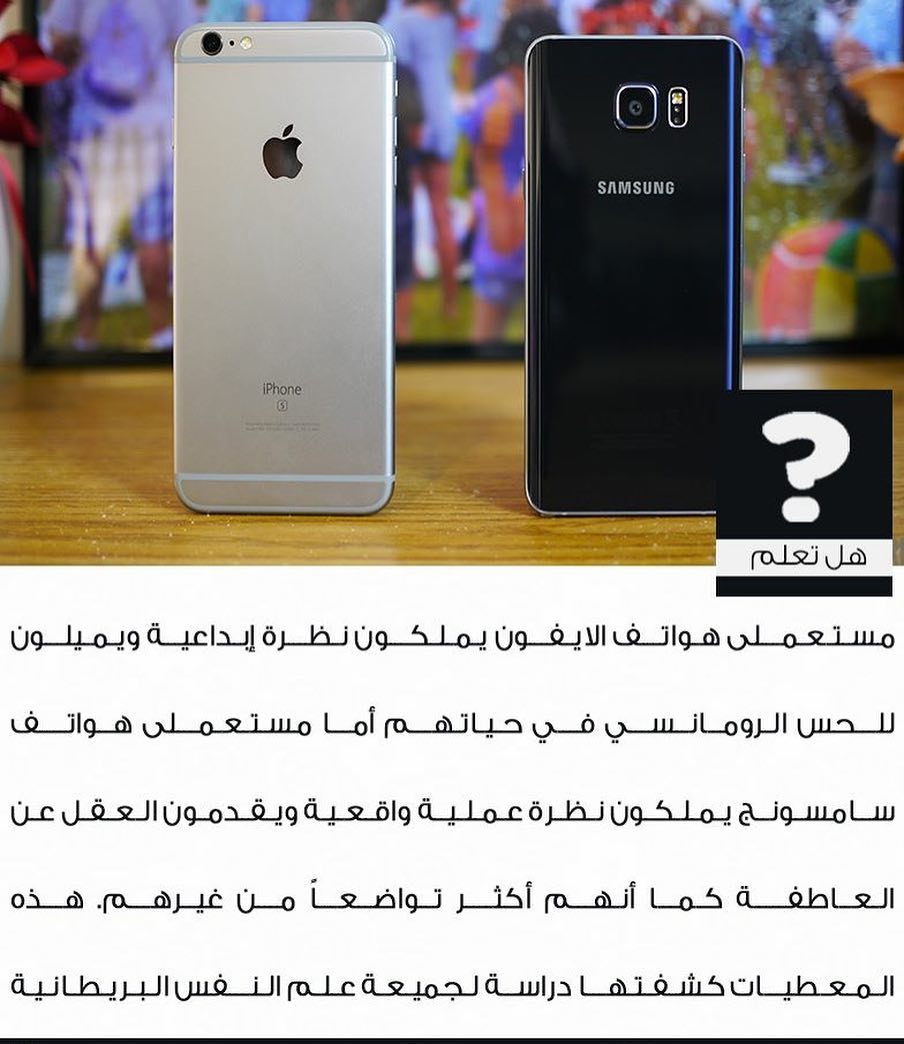 SAMSUNG
iPhone
S
?
هل تعلم
مستعملى هواتف الايفون يملكون نظرة إبداعية ويميلون
للحس الرومانسي في حياتهم أما مستعملى هواتف
سامسونج يملكون نظرة عملية واقعية ويقدمون العقل عن
العاطفة كما أنهم أكثر تواضعاً من غيرهم. هذه
المعطيات كشفتها دراسة لجميعة علم النفس البريطانية